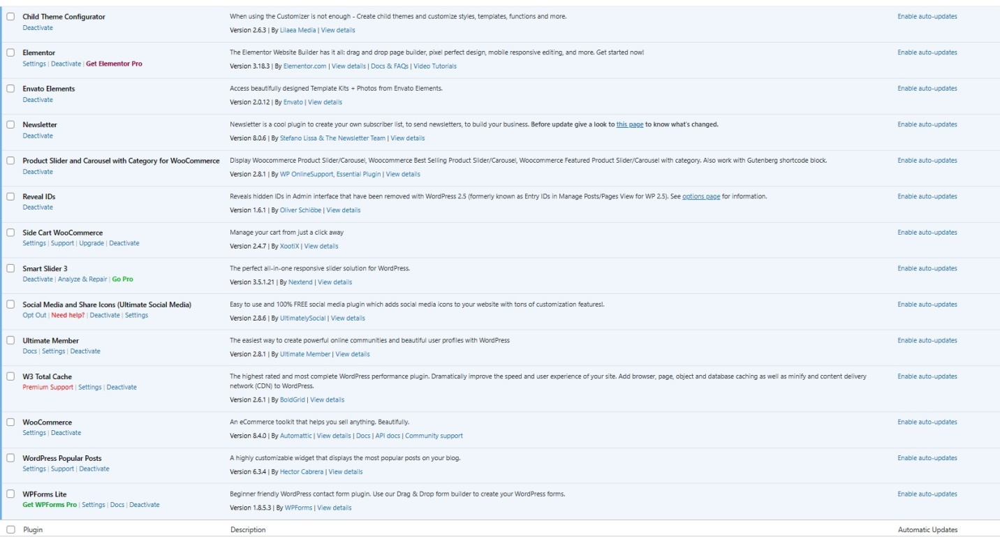 Child Theme Configurator
Deactivate
When using the Customizer is not enough - Create child themes and customize styles, templates, functions and more.
Version 2.6.3 | By Lilaea Media | View details
Enable auto-updates
Elementor
Settings | Deactivate | Get Elementor Pro
The Elementor Website Builder has it all: drag and drop page builder, pixel perfect design, mobile responsive editing, and more. Get started now!
Version 3.18.3 | By Elementor.com | View details | Docs & FAQs | Video Tutorials
Enable auto-updates
Envato Elements
Deactivate
Access beautifully designed Template Kits + Photos from Envato Elements.
Version 2.0.12 | By Envato | View details
Enable auto-updates
Newsletter
Deactivate
Newsletter is a cool plugin to create your own subscriber list, to send newsletters, to build your business. Before update give a look to this page to know what's changed.
Version 8.0.6 | By Stefano Lissa & The Newsletter Team | View details
Enable auto-updates
Product Slider and Carousel with Category for WooCommerce
Deactivate
Display Woocommerce Product Slider/Carousel, Woocommerce Best Selling Product Slider/Carousel, Woocommerce Featured Product Slider/Carousel with category. Also work with Gutenberg shortcode block.
Version 2.8.1 | By WP OnlineSupport, Essential Plugin | View details
Enable auto-updates
Reveal IDs
Deactivate
Reveals hidden IDs in Admin interface that have been removed with WordPress 2.5 (formerly known as Entry IDs in Manage Posts/Pages View for WP 2.5). See options page for information.
Version 1.6.1 | By Oliver Schlöbe | View details
Enable auto-updates
Side Cart WooCommerce
Settings | Support | Upgrade | Deactivate
Manage your cart from just a click away
Version 2.4.7 | By XootiX | View details
Enable auto-updates
Smart Slider 3
Deactivate | Analyze & Repair | Go Pro
The perfect all-in-one responsive slider solution for WordPress.
Version 3.5.1.21 | By Nextend | View details
Enable auto-updates
Social Media and Share Icons (Ultimate Social Media)
Opt Out | Need help? | Deactivate | Settings
Easy to use and 100% FREE social media plugin which adds social media icons to your website with tons of customization features!.
Version 2.8.6 | By UltimatelySocial | View details
Enable auto-updates
Ultimate Member
Docs | Settings | Deactivate
The easiest way to create powerful online communities and beautiful user profiles with WordPress
Version 2.8.1 | By Ultimate Member | View details
Enable auto-updates
W3 Total Cache
Premium Support | Settings | Deactivate
The highest rated and most complete WordPress performance plugin. Dramatically improve the speed and user experience of your site. Add browser, page, object and database caching as well as minify and content delivery
network (CDN) to WordPress.
Version 2.6.1 | By BoldGrid | View details
Enable auto-updates
WooCommerce
Settings | Deactivate
An eCommerce toolkit that helps you sell anything. Beautifully.
Version 8.4.0 | By Automattic | View details | Docs | API docs | Community support
Enable auto-updates
WordPress Popular Posts
Settings | Support | Deactivate
A highly customizable widget that displays the most popular posts on your blog.
Version 6.3.4 | By Hector Cabrera | View details
Enable auto-updates
WPForms Lite
Get WPForms Pro | Settings | Docs | Deactivate
Beginner friendly WordPress contact form plugin. Use our Drag & Drop form builder to create your WordPress forms.
Version 1.8.5.3 | By WPForms | View details
Enable auto-updates
Plugin
Description
Automatic Updates